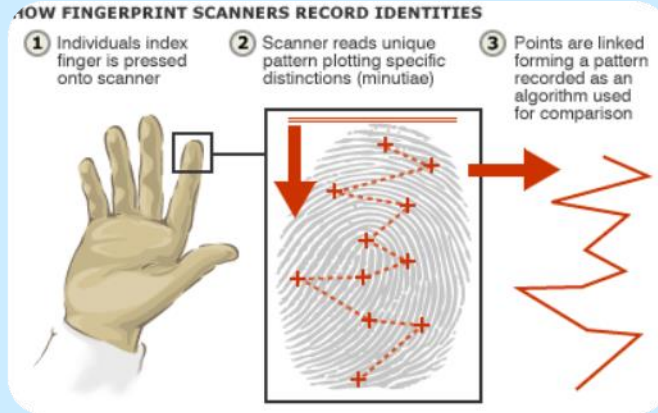 HOW FINGERPRINT SCANNERS RECORD IDENTITIES
1 Individuals index
finger is pressed
onto scanner
2 Scanner reads unique
pattern plotting specific
distinctions (minutiae)
3 Points are linked
forming a pattern
recorded as an
algorithm used
for comparison